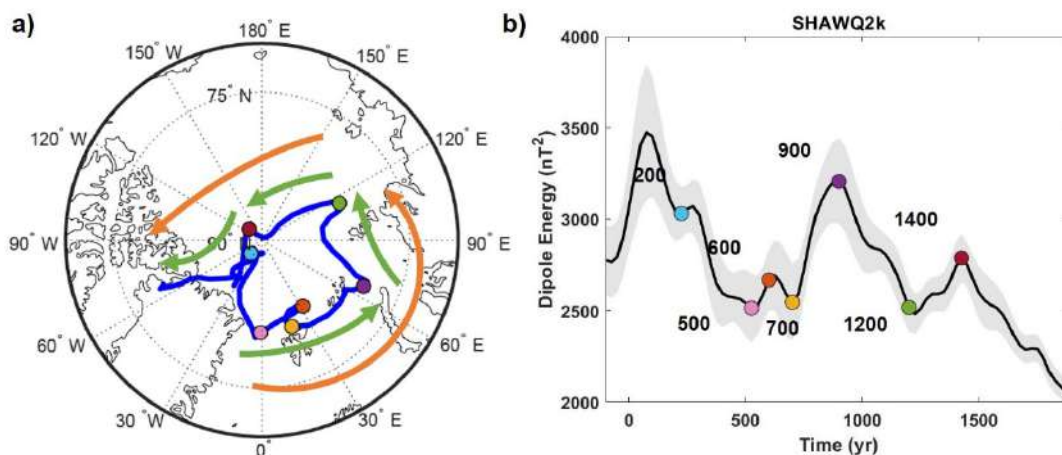 a)
180° E
150° W
150° E
75° N
120° W
120° E
90° W
90°
90° E
60° W
60° E
30° W
30° E
0°
b)
SHAWQ2k
4000
3500
3000
2500
2000
Dipole Energy (nT²)
200
900
600
1400
500
700
1200
0
500
1000
1500
Time (yr)